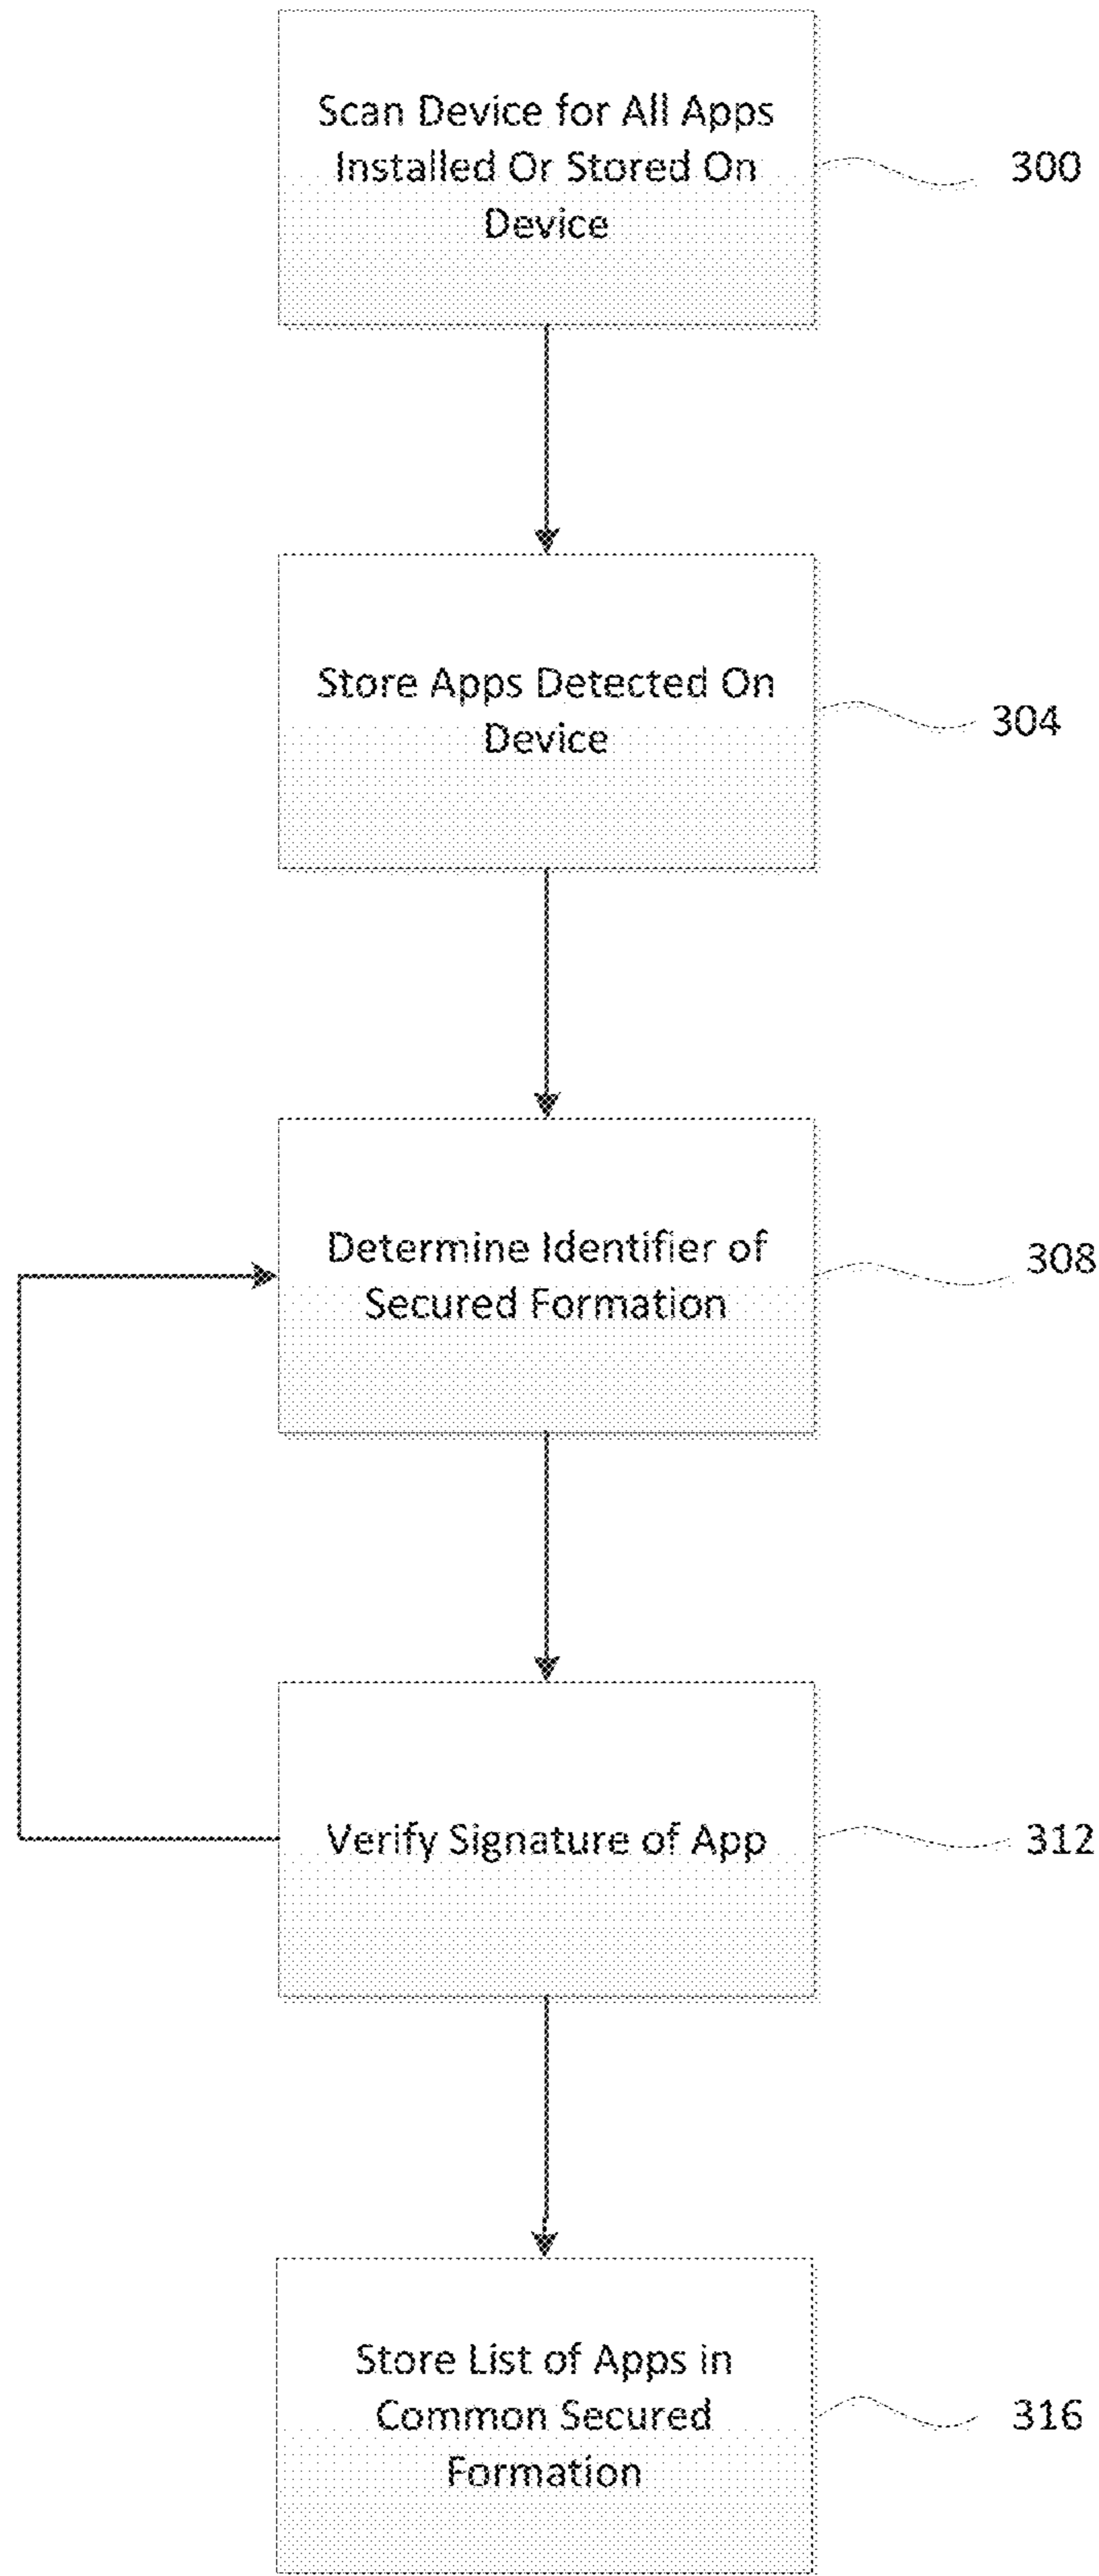 Scan Device for All Apps
Installed Or Stored On
Device
300
Store Apps Detected On
Device
304
Determine Identifier of
Secured Formation
308
Verify Signature of App
312
Store List of Apps in
Common Secured
Formation
316